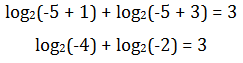 log₂(-5 + 1) + log₂(-5 + 3) = 3
log₂(-4) + log₂(-2) = 3